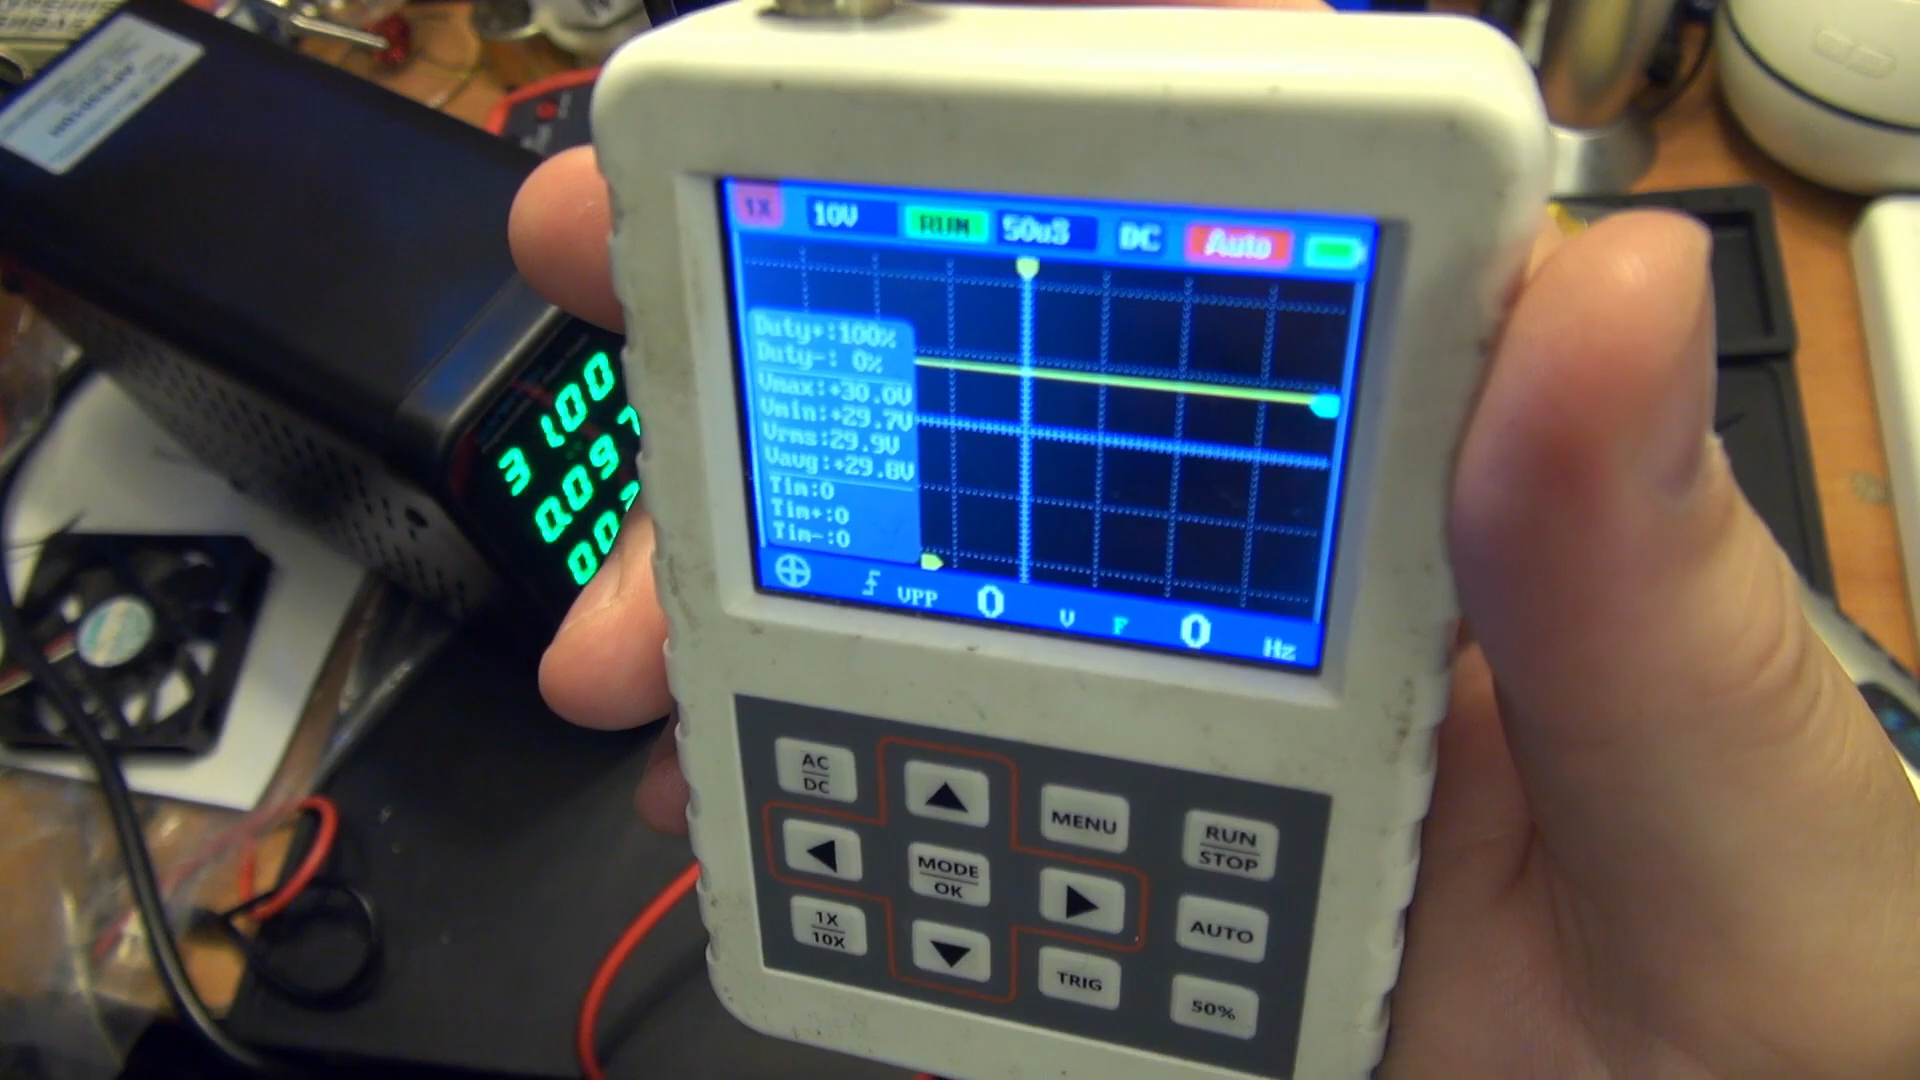 1X 10V RUN 50uS DC Auto
Duty+:100%
Duty-: 0%
Vmax:+30.0V
Vmin:+29.7V
Vrms:29.9V
Vavg:+29.8V
Tim:0
Tim+:0
Tim-:0
VPP 0 V F 0 Hz
31.00
AC
DC
MENU
RUN
STOP
MODE
OK
1X
10X
AUTO
TRIG
50%